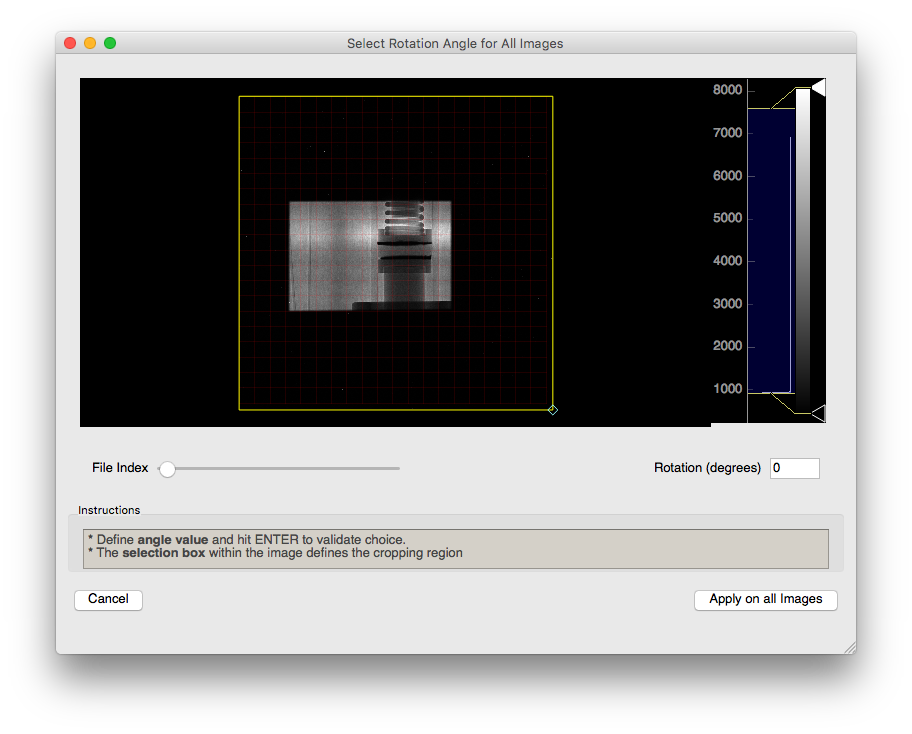 Select Rotation Angle for All Images
8000
7000
6000
5000
4000
3000
2000
1000
File Index
Rotation (degrees) 0
Instructions
* Define angle value and hit ENTER to validate choice.
* The selection box within the image defines the cropping region
Cancel
Apply on all Images